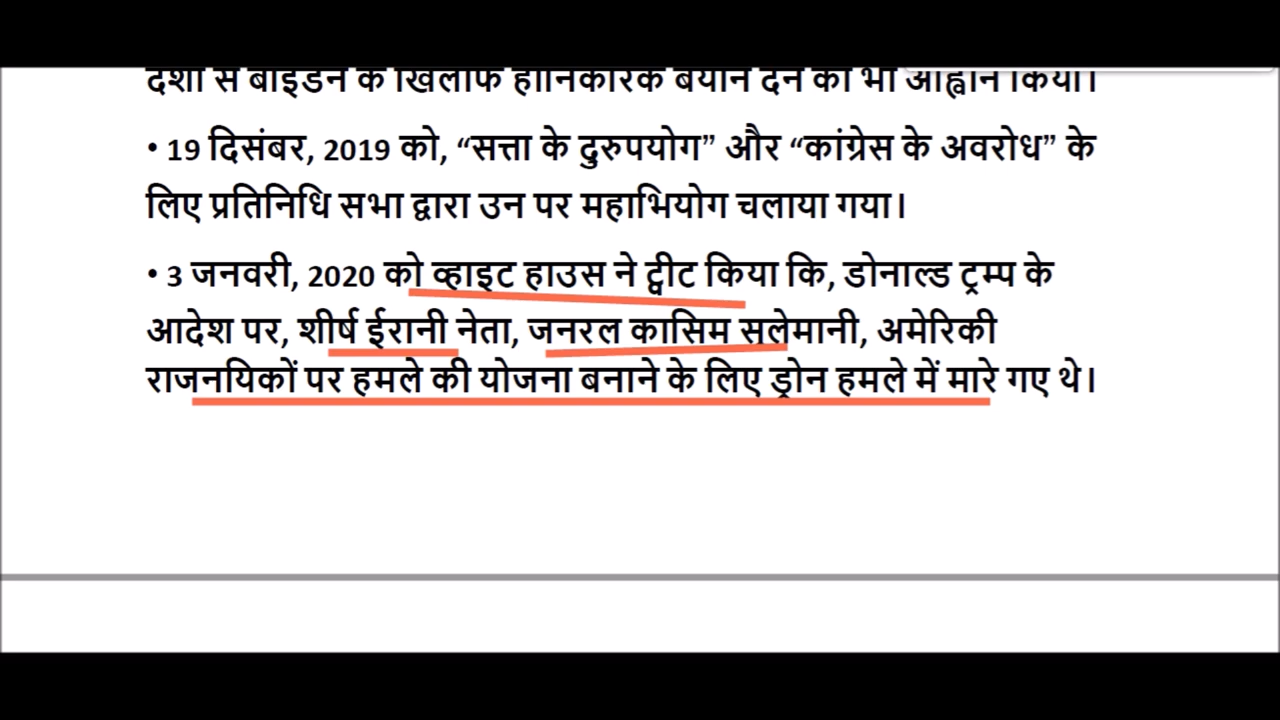 देशों से बाइडेन के खिलाफ हानिकारक बयान देने का भी आह्वान किया।
• 19 दिसंबर, 2019 को, “सत्ता के दुरुपयोग” और “कांग्रेस के अवरोध” के
लिए प्रतिनिधि सभा द्वारा उन पर महाभियोग चलाया गया।
• 3 जनवरी, 2020 को व्हाइट हाउस ने ट्वीट किया कि, डोनाल्ड ट्रम्प के
आदेश पर, शीर्ष ईरानी नेता, जनरल कासिम सलेमानी, अमेरिकी
राजनयिकों पर हमले की योजना बनाने के लिए ड्रोन हमले में मारे गए थे।